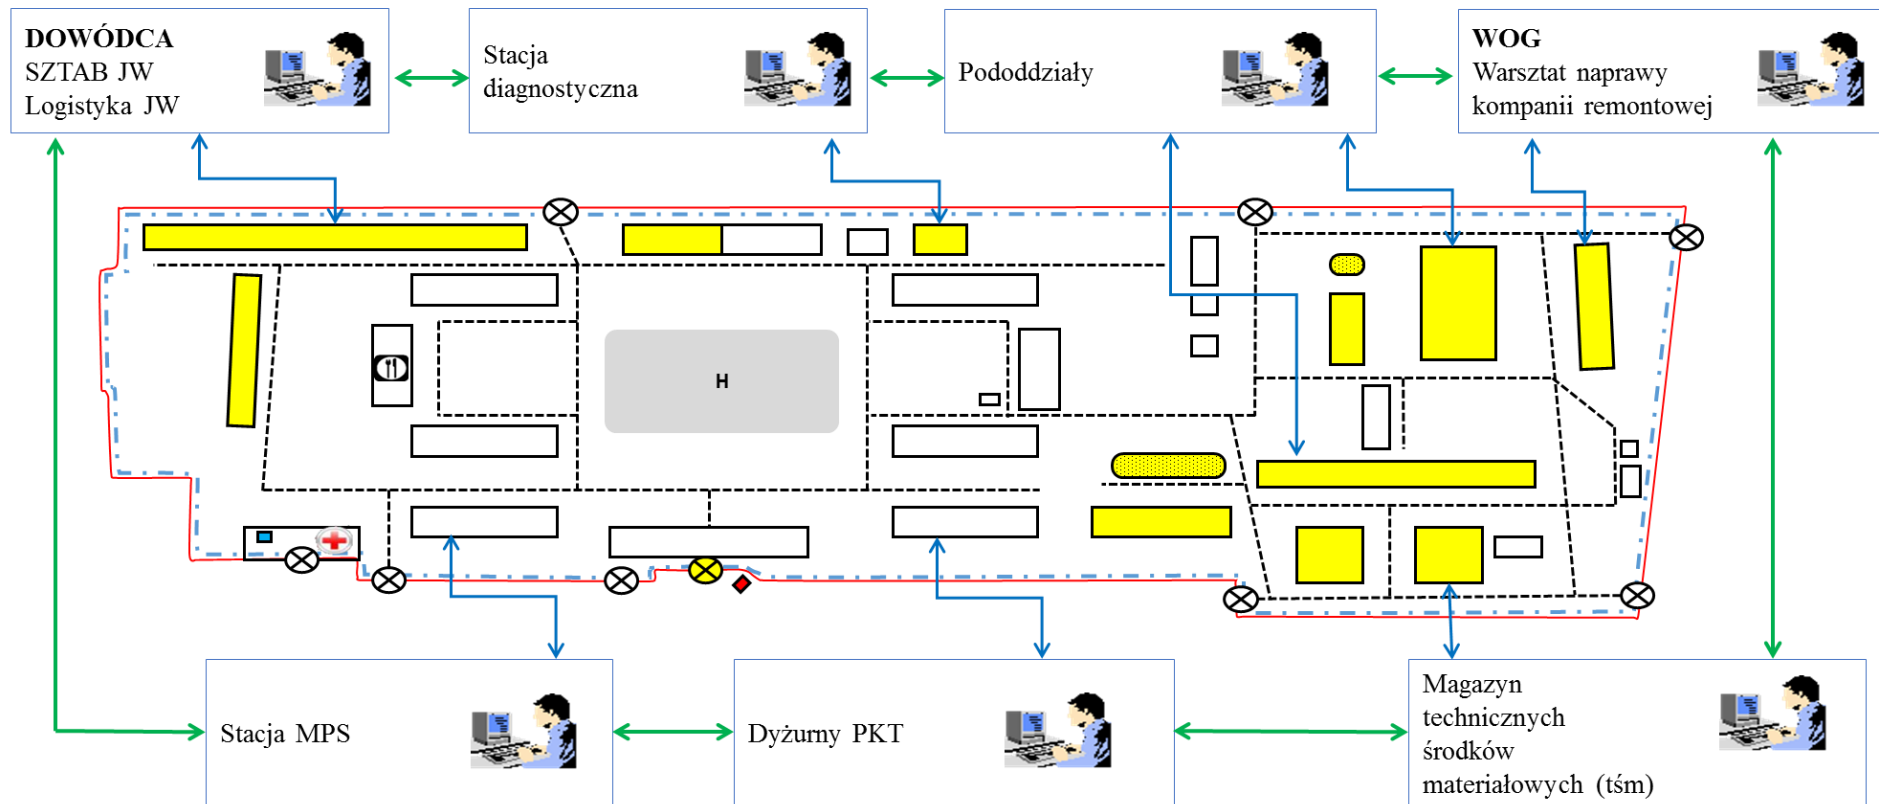 DOWÓDCA
SZTAB JW
Logistyka JW
Stacja
diagnostyczna
Pododdziały
WOG
Warsztat naprawy
kompanii remontowej
H
Stacja MPS
Dyżurny PKT
Magazyn
technicznych
środków
materiałowych (tśm)